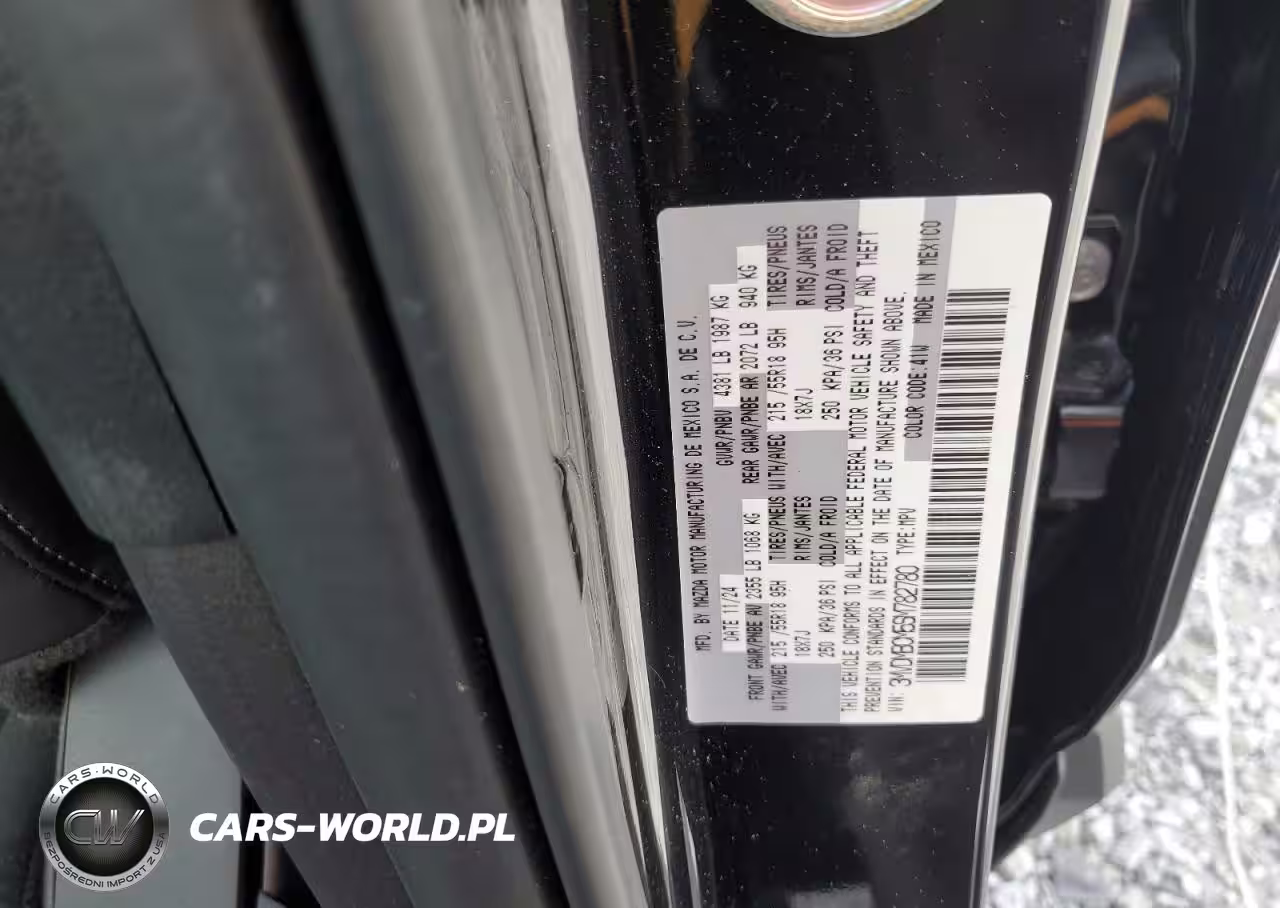 MFD. BY MAZDA MOTOR MANUFACTURING DE MEXICO S.A. DE C.V.
DATE 11/24 GVWR/PNBV 4381 LB 1987 KG
FRONT GAWR/PNBE AV 2355 LB 1068 KG REAR GAWR/PNBE AR 2072 LB 940 KG
WITH/AVEC 215 /55R18 95H TIRES/PNEUS WITH/AVEC 215 /55R18 95H TIRES/PNEUS
18X7J RIMS/JANTES 18X7J RIMS/JANTES
250 KPA/36 PSI COLD/A FROID 250 KPA/36 PSI COLD/A FROID
THIS VEHICLE CONFORMS TO ALL APPLICABLE FEDERAL MOTOR VEHICLE SAFETY AND THEFT
PREVENTION STANDARDS IN EFFECT ON THE DATE OF MANUFACTURE SHOWN ABOVE.
VIN: 3MVDMBCM5SM782780 TYPE:MPV COLOR CODE:41W MADE IN MEXICO
CARS-WORLD
CW
BEZPOŚREDNI IMPORT Z USA
CARS-WORLD.PL